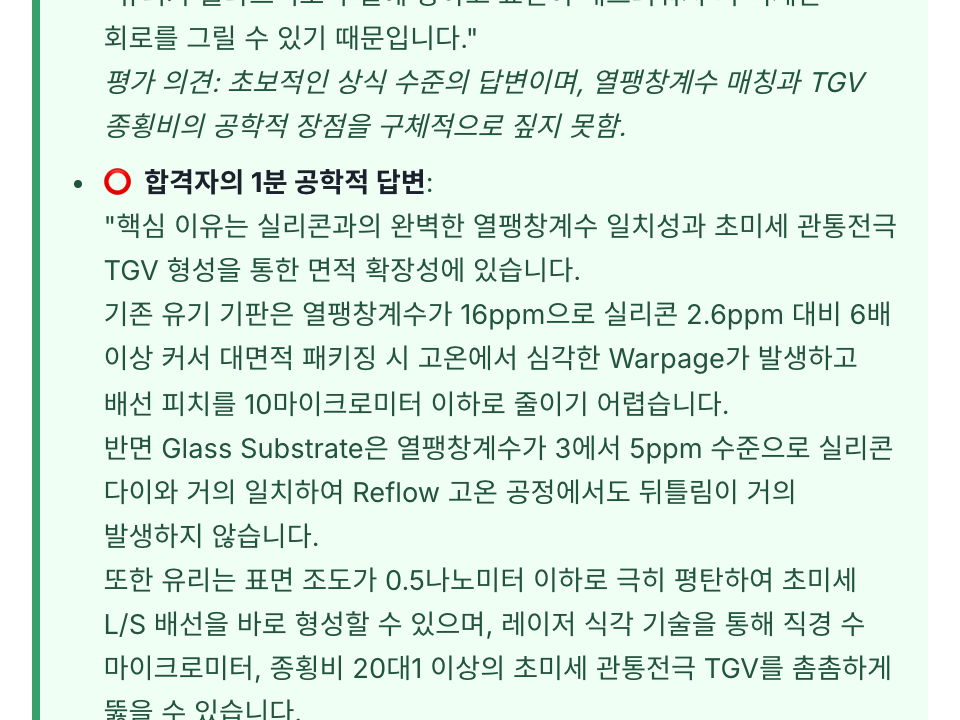 회로를 그릴 수 있기 때문입니다."
평가 의견: 초보적인 상식 수준의 답변이며, 열팽창계수 매칭과 TGV
종횡비의 공학적 장점을 구체적으로 짚지 못함.
• ⭕ 합격자의 1분 공학적 답변:
"핵심 이유는 실리콘과의 완벽한 열팽창계수 일치성과 초미세 관통전극
TGV 형성을 통한 면적 확장성에 있습니다.
기존 유기 기판은 열팽창계수가 16ppm으로 실리콘 2.6ppm 대비 6배
이상 커서 대면적 패키징 시 고온에서 심각한 Warpage가 발생하고
배선 피치를 10마이크로미터 이하로 줄이기 어렵습니다.
반면 Glass Substrate은 열팽창계수가 3에서 5ppm 수준으로 실리콘
다이와 거의 일치하여 Reflow 고온 공정에서도 뒤틀림이 거의
발생하지 않습니다.
또한 유리는 표면 조도가 0.5나노미터 이하로 극히 평탄하여 초미세
L/S 배선을 바로 형성할 수 있으며, 레이저 식각 기술을 통해 직경 수
마이크로미터, 종횡비 20대1 이상의 초미세 관통전극 TGV를 촘촘하게
뚫을 수 있습니다.